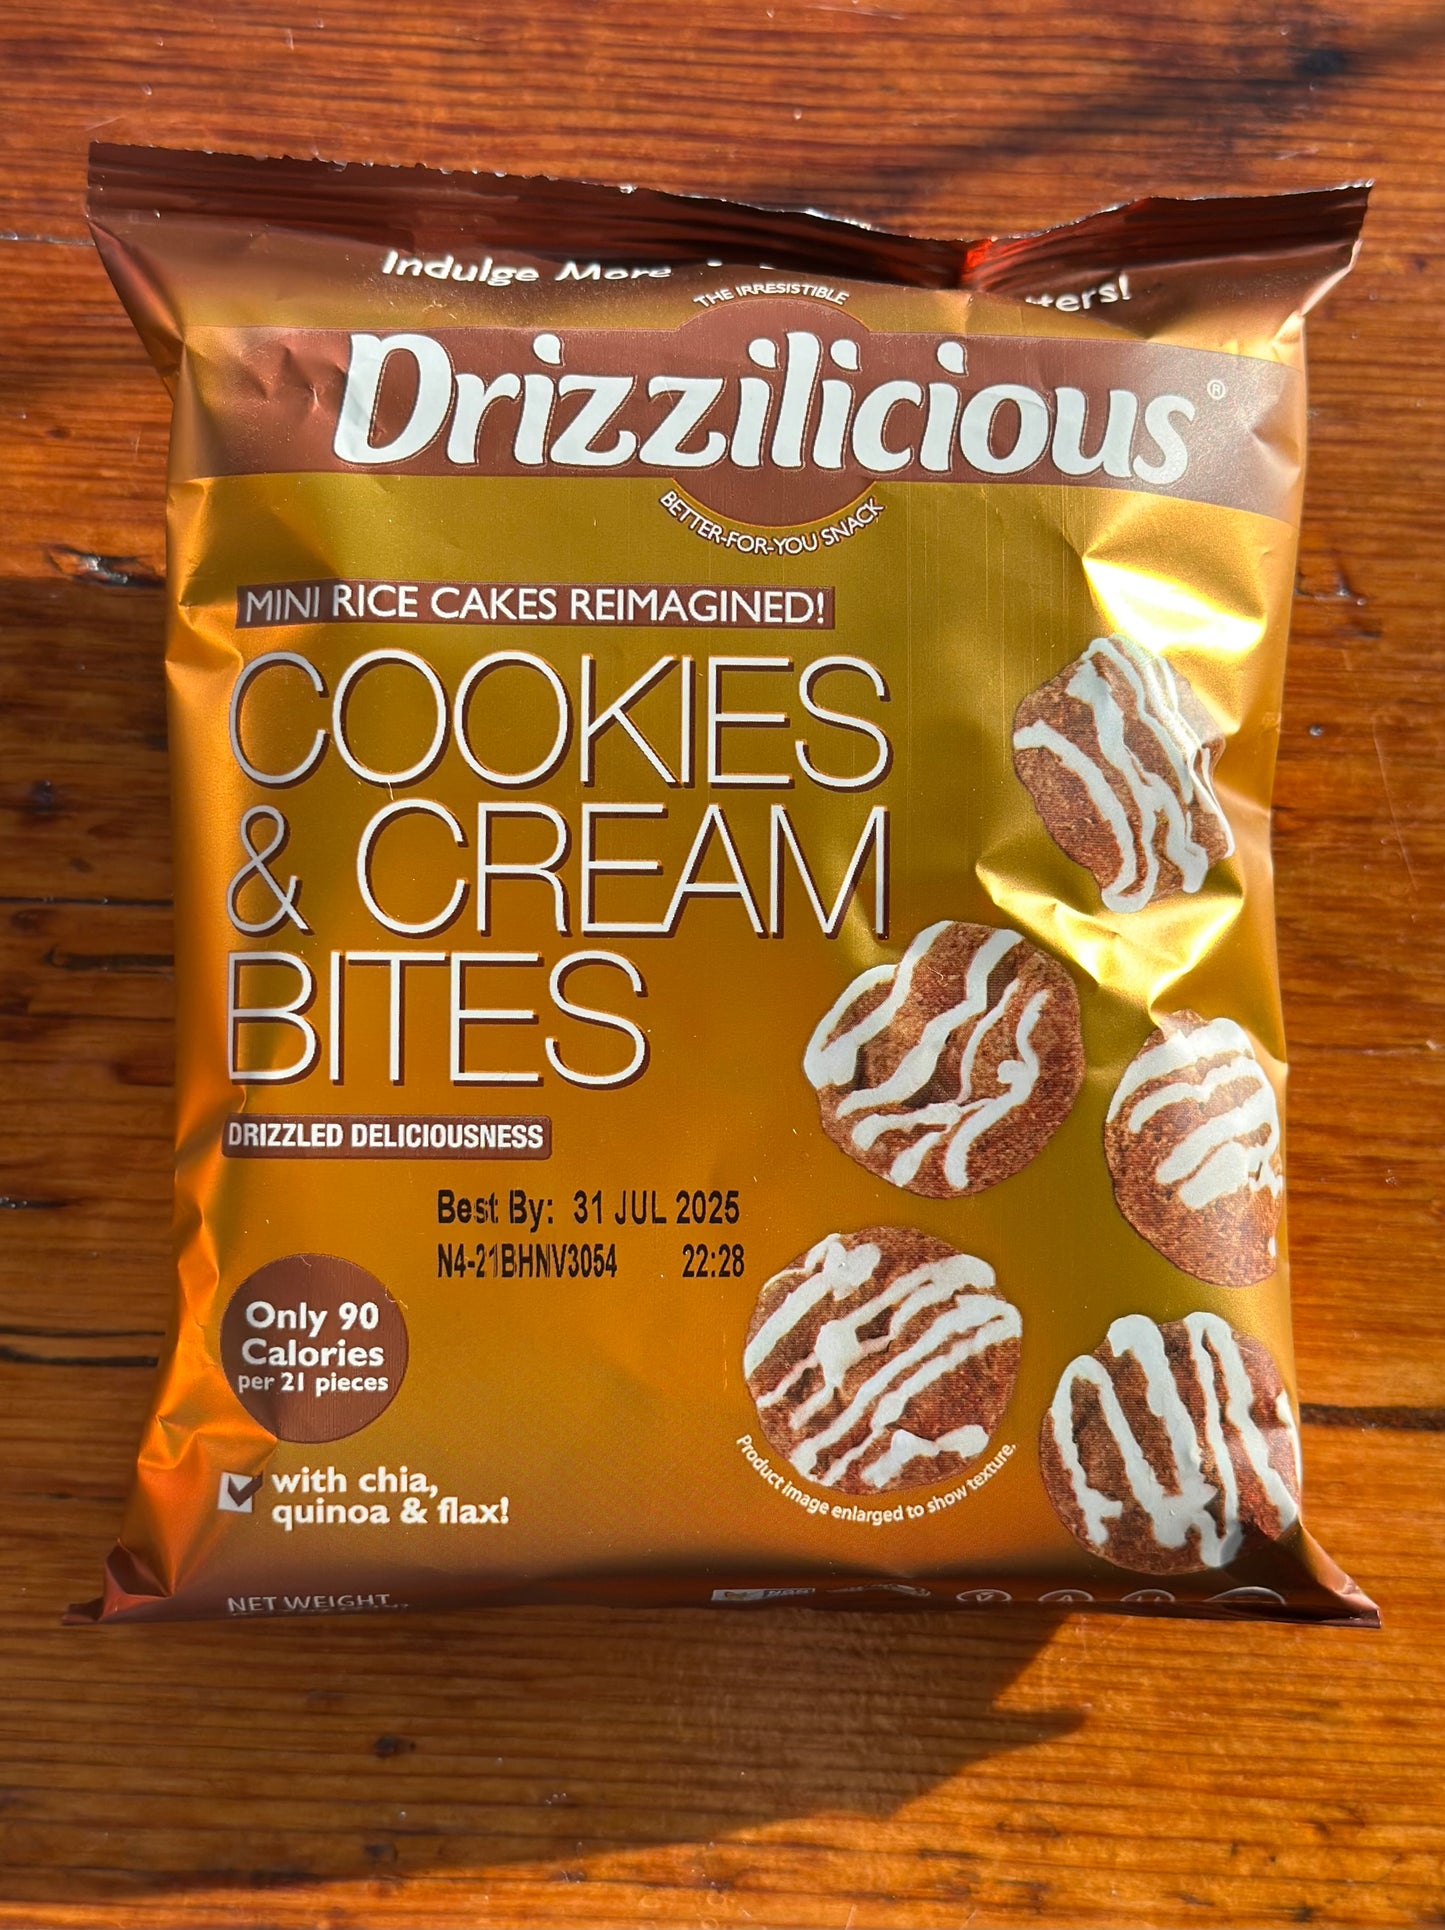 Indulge More
THE IRRESISTIBLE
Drizzilicious®
BETTER-FOR-YOU SNACK
MINI RICE CAKES REIMAGINED!
COOKIES
& CREAM
BITES
DRIZZLED DELICIOUSNESS
Best By: 31 JUL 2025
N4-21BHNV3054 22:28
Only 90
Calories
per 21 pieces
with chia,
quinoa & flax!
Product image enlarged to show texture.
NET WEIGHT